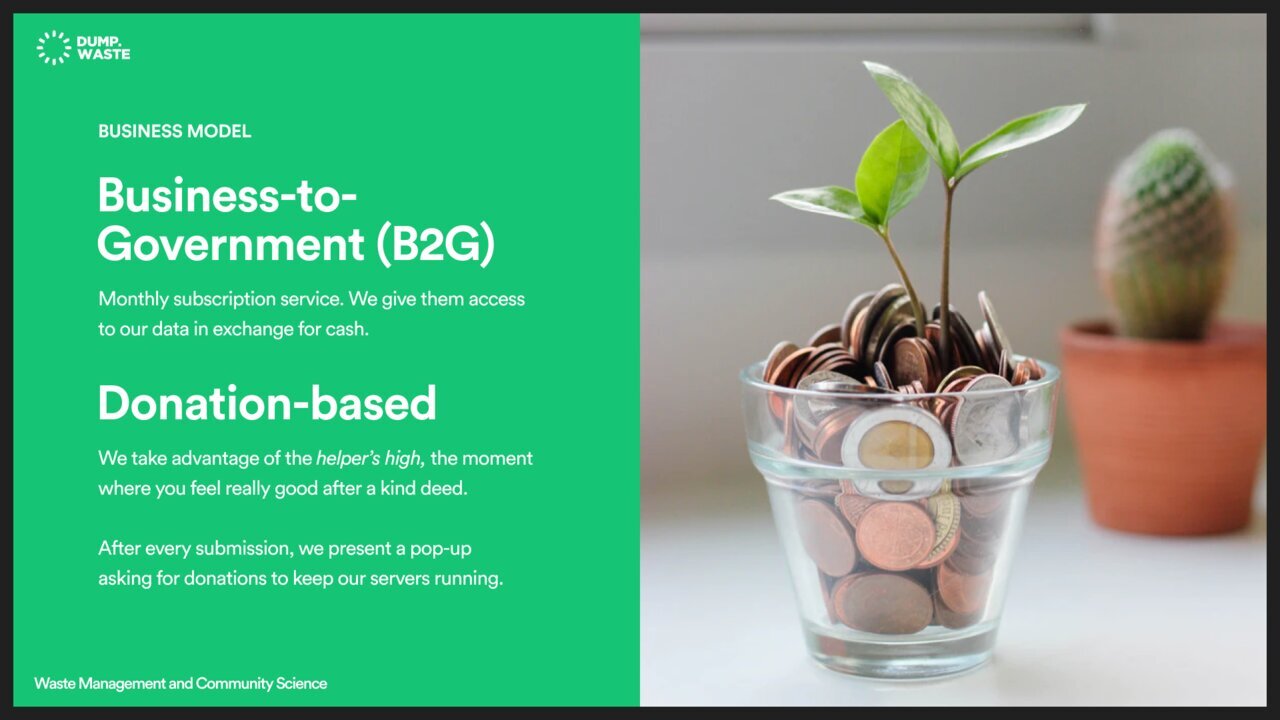 DUMP.
WASTE
BUSINESS MODEL
Business-to-
Government (B2G)
Monthly subscription service. We give them access
to our data in exchange for cash.
Donation-based
We take advantage of the helper's high, the moment
where you feel really good after a kind deed.
After every submission, we present a pop-up
asking for donations to keep our servers running.
Waste Management and Community Science